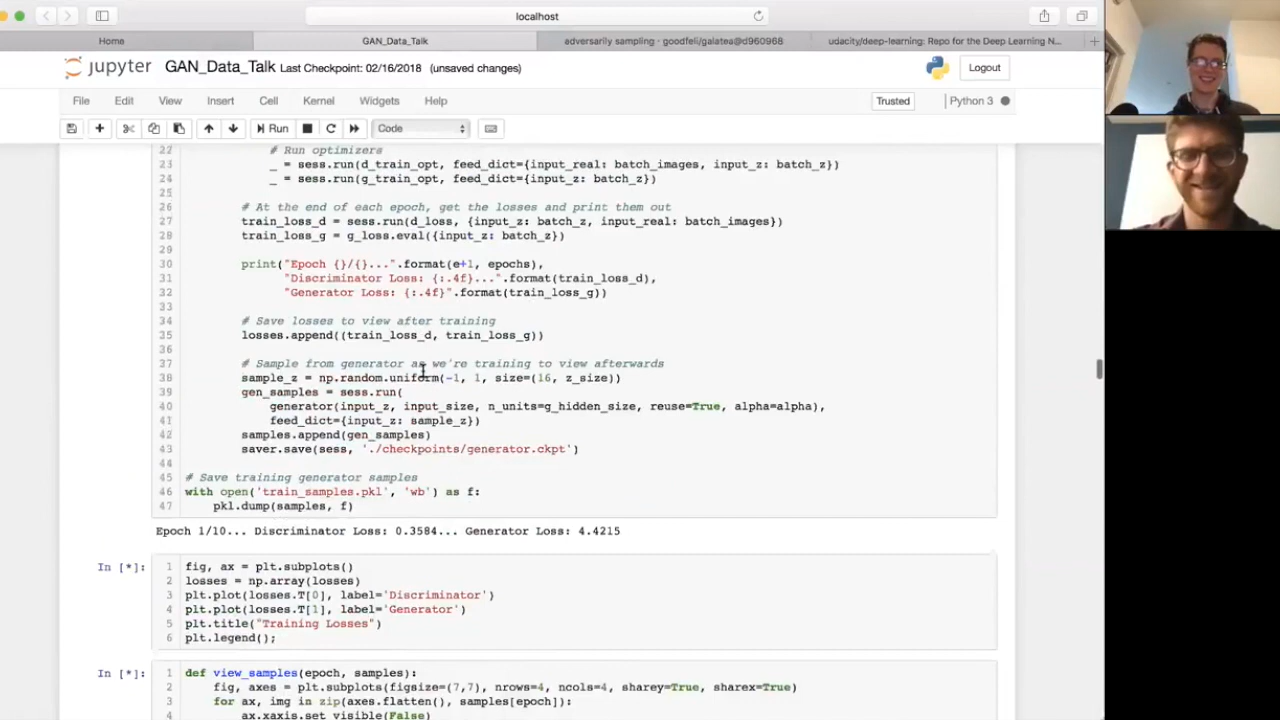 localhost
Home
GAN_Data_Talk
adversarily sampling · goodfeli/galatea@d960968
udacity/deep-learning: Repo for the Deep Learning N...
jupyter GAN_Data_Talk Last Checkpoint: 02/16/2018 (unsaved changes)
Logout
File Edit View Insert Cell Kernel Widgets Help
Trusted
Python 3
Run
Code
22 # Run optimizers
23 _ = sess.run(d_train_opt, feed_dict={input_real: batch_images, input_z: batch_z})
24 _ = sess.run(g_train_opt, feed_dict={input_z: batch_z})
25
26 # At the end of each epoch, get the losses and print them out
27 train_loss_d = sess.run(d_loss, {input_z: batch_z, input_real: batch_images})
28 train_loss_g = g_loss.eval({input_z: batch_z})
29
30 print("Epoch {}/{}...".format(e+1, epochs),
31 "Discriminator Loss: {:.4f}...".format(train_loss_d),
32 "Generator Loss: {:.4f}".format(train_loss_g))
33
34 # Save losses to view after training
35 losses.append((train_loss_d, train_loss_g))
36
37 # Sample from generator as we're training to view afterwards
38 sample_z = np.random.uniform(-1, 1, size=(16, z_size))
39 gen_samples = sess.run(
40 generator(input_z, input_size, n_units=g_hidden_size, reuse=True, alpha=alpha),
41 feed_dict={input_z: sample_z})
42 samples.append(gen_samples)
43 saver.save(sess, './checkpoints/generator.ckpt')
44
45 # Save training generator samples
46 with open('train_samples.pkl', 'wb') as f:
47 pkl.dump(samples, f)
Epoch 1/10... Discriminator Loss: 0.3584... Generator Loss: 4.4215
In [*]:
1 fig, ax = plt.subplots()
2 losses = np.array(losses)
3 plt.plot(losses.T[0], label='Discriminator')
4 plt.plot(losses.T[1], label='Generator')
5 plt.title("Training Losses")
6 plt.legend();
In [*]:
1 def view_samples(epoch, samples):
2 fig, axes = plt.subplots(figsize=(7,7), nrows=4, ncols=4, sharey=True, sharex=True)
3 for ax, img in zip(axes.flatten(), samples[epoch]):
4 ax.xaxis.set_visible(False)